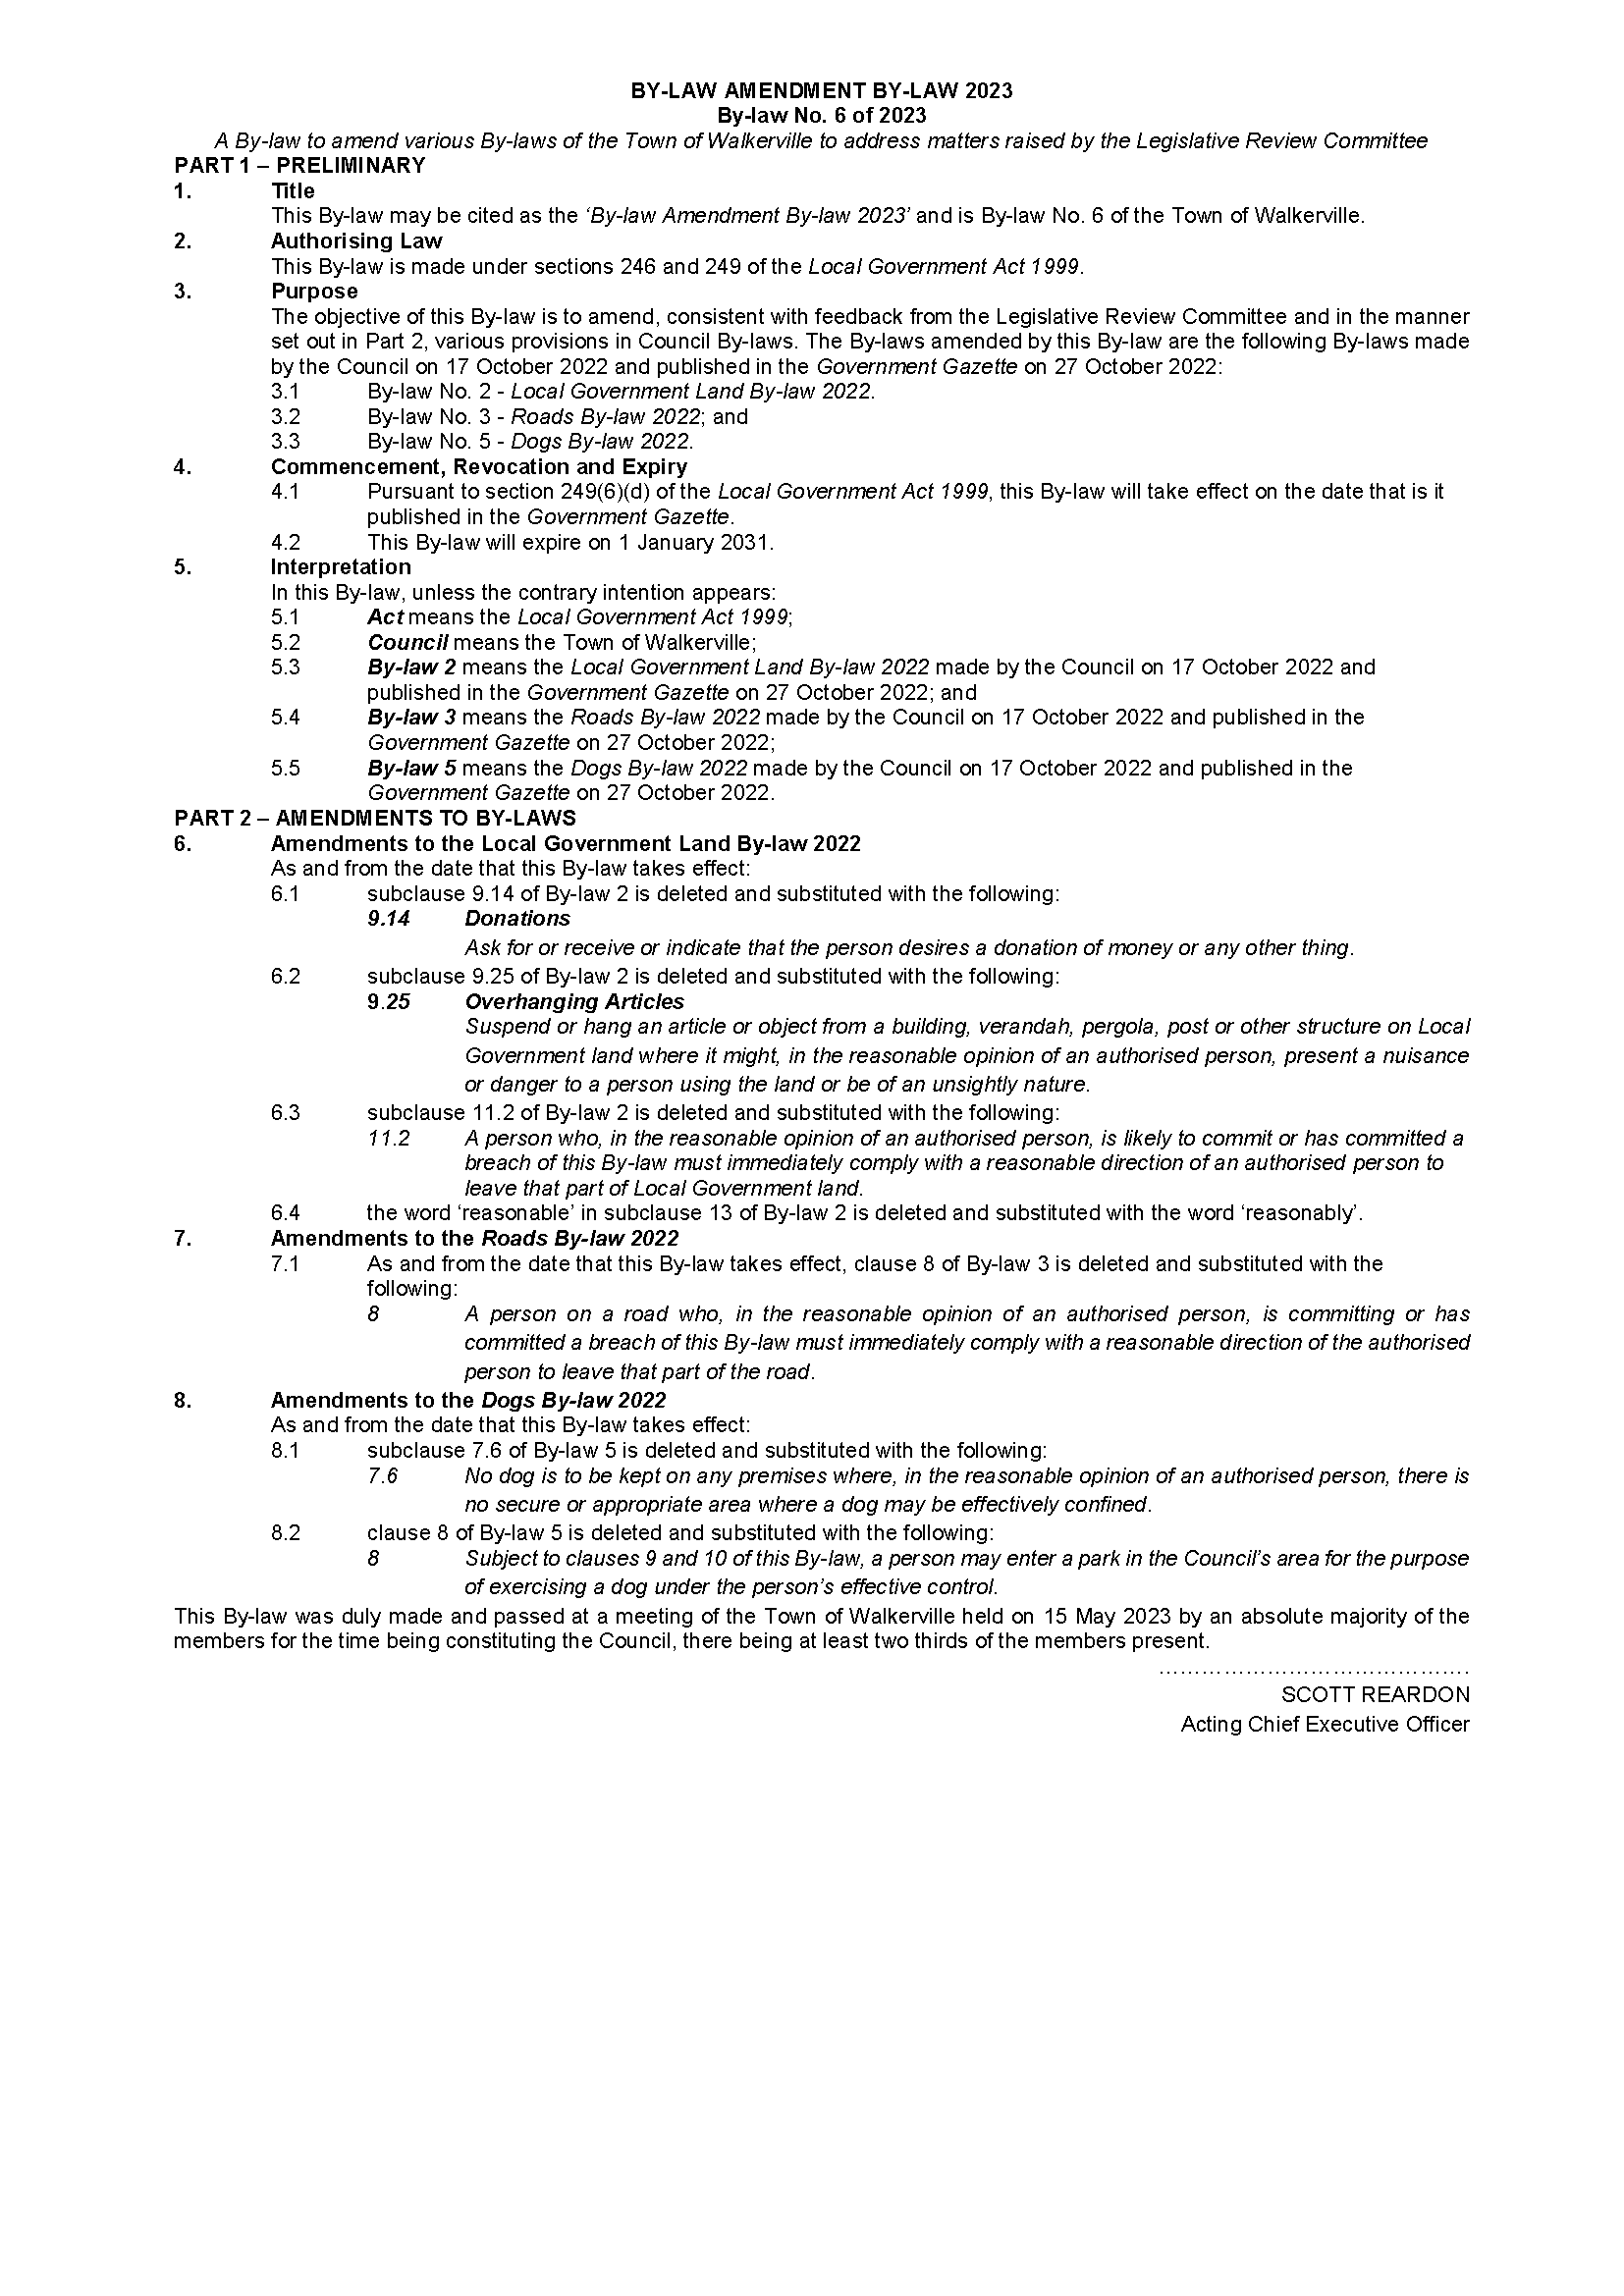 BY-LAW AMENDMENT BY-LAW 2023
By-law No. 6 of 2023
A By-law to amend various By-laws of the Town of Walkerville to address matters raised by the Legislative Review Committee
PART 1 – PRELIMINARY
1. Title
This By-law may be cited as the ‘By-law Amendment By-law 2023’ and is By-law No. 6 of the Town of Walkerville.
2. Authorising Law
This By-law is made under sections 246 and 249 of the Local Government Act 1999.
3. Purpose
The objective of this By-law is to amend, consistent with feedback from the Legislative Review Committee and in the manner
set out in Part 2, various provisions in Council By-laws. The By-laws amended by this By-law are the following By-laws made
by the Council on 17 October 2022 and published in the Government Gazette on 27 October 2022:
3.1 By-law No. 2 - Local Government Land By-law 2022.
3.2 By-law No. 3 - Roads By-law 2022; and
3.3 By-law No. 5 - Dogs By-law 2022.
4. Commencement, Revocation and Expiry
4.1 Pursuant to section 249(6)(d) of the Local Government Act 1999, this By-law will take effect on the date that is it
published in the Government Gazette.
4.2 This By-law will expire on 1 January 2031.
5. Interpretation
In this By-law, unless the contrary intention appears:
5.1 Act means the Local Government Act 1999;
5.2 Council means the Town of Walkerville;
5.3 By-law 2 means the Local Government Land By-law 2022 made by the Council on 17 October 2022 and
published in the Government Gazette on 27 October 2022; and
5.4 By-law 3 means the Roads By-law 2022 made by the Council on 17 October 2022 and published in the
Government Gazette on 27 October 2022;
5.5 By-law 5 means the Dogs By-law 2022 made by the Council on 17 October 2022 and published in the
Government Gazette on 27 October 2022.
PART 2 – AMENDMENTS TO BY-LAWS
6. Amendments to the Local Government Land By-law 2022
As and from the date that this By-law takes effect:
6.1 subclause 9.14 of By-law 2 is deleted and substituted with the following:
9.14 Donations
Ask for or receive or indicate that the person desires a donation of money or any other thing.
6.2 subclause 9.25 of By-law 2 is deleted and substituted with the following:
9.25 Overhanging Articles
Suspend or hang an article or object from a building, verandah, pergola, post or other structure on Local
Government land where it might, in the reasonable opinion of an authorised person, present a nuisance
or danger to a person using the land or be of an unsightly nature.
6.3 subclause 11.2 of By-law 2 is deleted and substituted with the following:
11.2 A person who, in the reasonable opinion of an authorised person, is likely to commit or has committed a
breach of this By-law must immediately comply with a reasonable direction of an authorised person to
leave that part of Local Government land.
6.4 the word ‘reasonable’ in subclause 13 of By-law 2 is deleted and substituted with the word ‘reasonably’.
7. Amendments to the Roads By-law 2022
7.1 As and from the date that this By-law takes effect, clause 8 of By-law 3 is deleted and substituted with the
following:
8 A person on a road who, in the reasonable opinion of an authorised person, is committing or has
committed a breach of this By-law must immediately comply with a reasonable direction of the authorised
person to leave that part of the road.
8. Amendments to the Dogs By-law 2022
As and from the date that this By-law takes effect:
8.1 subclause 7.6 of By-law 5 is deleted and substituted with the following:
7.6 No dog is to be kept on any premises where, in the reasonable opinion of an authorised person, there is
no secure or appropriate area where a dog may be effectively confined.
8.2 clause 8 of By-law 5 is deleted and substituted with the following:
8 Subject to clauses 9 and 10 of this By-law, a person may enter a park in the Council’s area for the purpose
of exercising a dog under the person’s effective control.
This By-law was duly made and passed at a meeting of the Town of Walkerville held on 15 May 2023 by an absolute majority of the
members for the time being constituting the Council, there being at least two thirds of the members present.
…………………………………….
SCOTT REARDON
Acting Chief Executive Officer